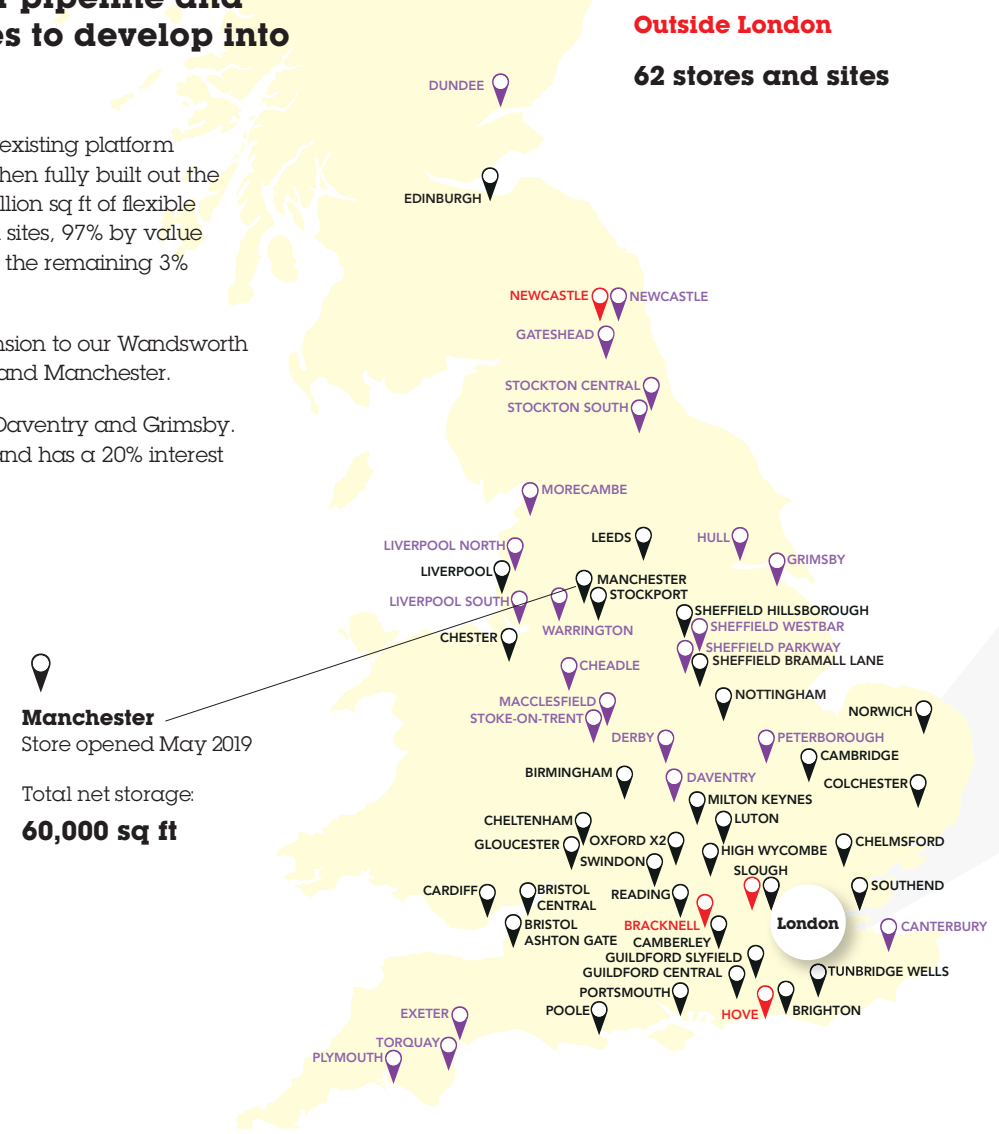 r pipeline and
es to develop into
existing platform
hen fully built out the
llion sq ft of flexible
sites, 97% by value
the remaining 3%
nsion to our Wandsworth
and Manchester.
Daventry and Grimsby.
and has a 20% interest
Outside London
62 stores and sites
DUNDEE
EDINBURGH
NEWCASTLE
NEWCASTLE
GATESHEAD
STOCKTON CENTRAL
STOCKTON SOUTH
MORECAMBE
LEEDS
HULL
LIVERPOOL NORTH
GRIMSBY
LIVERPOOL
MANCHESTER
STOCKPORT
LIVERPOOL SOUTH
SHEFFIELD HILLSBOROUGH
SHEFFIELD WESTBAR
WARRINGTON
CHESTER
SHEFFIELD PARKWAY
SHEFFIELD BRAMALL LANE
CHEADLE
NOTTINGHAM
MACCLESFIELD
NORWICH
STOKE-ON-TRENT
DERBY
PETERBOROUGH
CAMBRIDGE
BIRMINGHAM
DAVENTRY
COLCHESTER
MILTON KEYNES
CHELTENHAM
LUTON
GLOUCESTER
OXFORD X2
CHELMSFORD
HIGH WYCOMBE
SWINDON
SLOUGH
SOUTHEND
CARDIFF
BRISTOL
CENTRAL
READING
London
BRACKNELL
CANTERBURY
BRISTOL
ASHTON GATE
CAMBERLEY
GUILDFORD SLYFIELD
GUILDFORD CENTRAL
TUNBRIDGE WELLS
PORTSMOUTH
POOLE
HOVE
BRIGHTON
EXETER
TORQUAY
PLYMOUTH
Manchester
Store opened May 2019
Total net storage:
60,000 sq ft